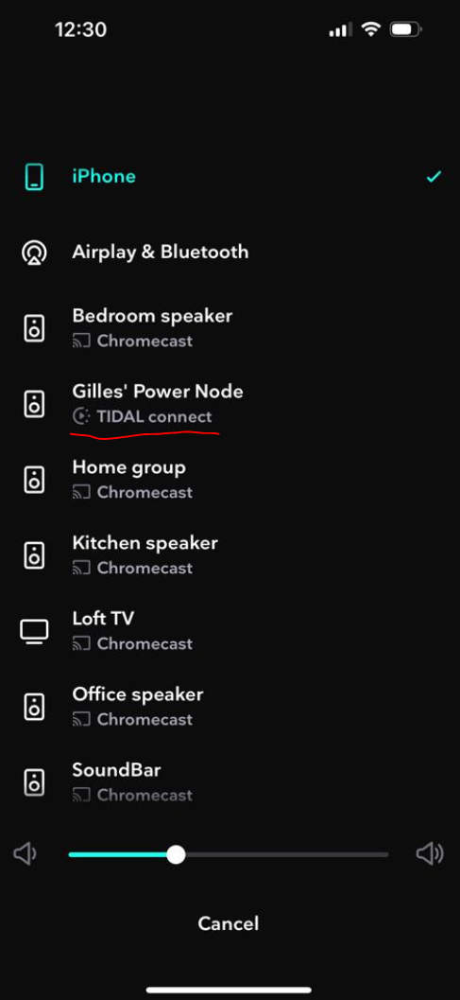 12:30
iPhone
Airplay & Bluetooth
Bedroom speaker
Chromecast
Gilles' Power Node
TIDAL connect
Home group
Chromecast
Kitchen speaker
Chromecast
Loft TV
Chromecast
Office speaker
Chromecast
SoundBar
Chromecast
Cancel